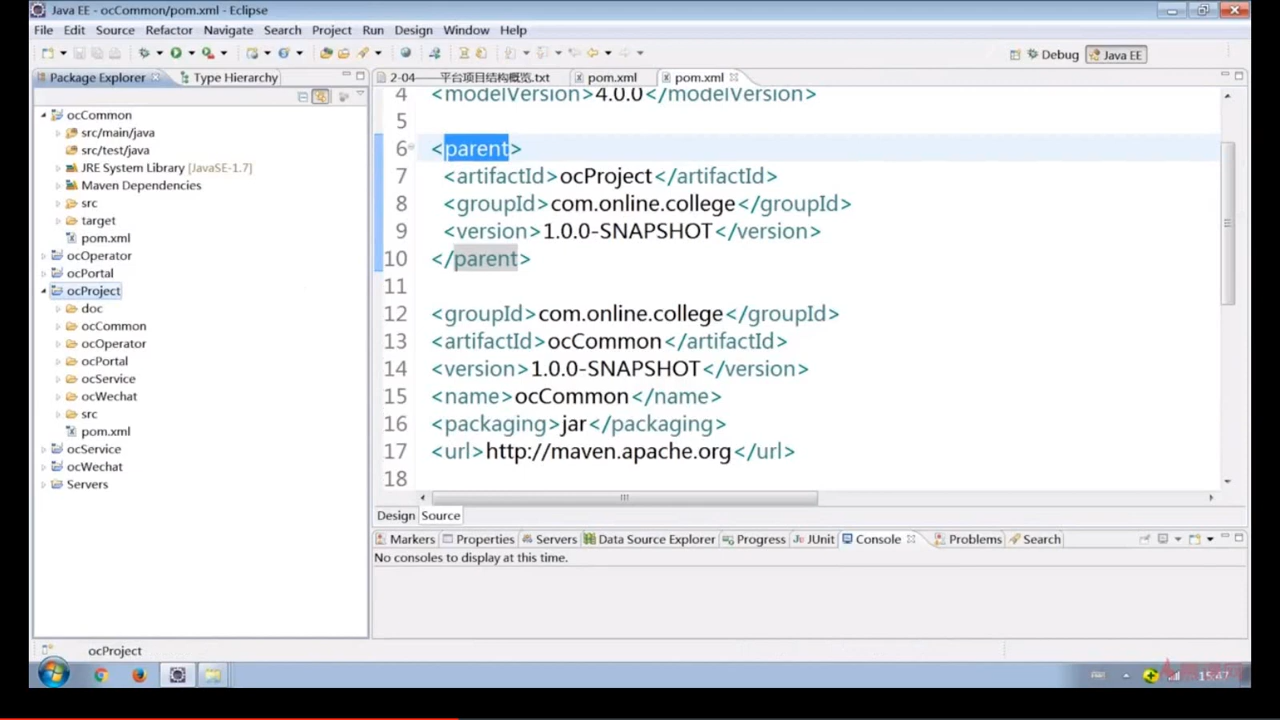 Java EE - ocCommon/pom.xml - Eclipse
File Edit Source Refactor Navigate Search Project Run Design Window Help
Debug Java EE
Package Explorer Type Hierarchy
2-04——平台项目结构概览.txt pom.xml pom.xml
ocCommon
src/main/java
src/test/java
JRE System Library [JavaSE-1.7]
Maven Dependencies
src
target
pom.xml
ocOperator
ocPortal
ocProject
doc
ocCommon
ocOperator
ocPortal
ocService
ocWechat
src
pom.xml
ocService
ocWechat
Servers
4 <modelVersion>4.0.0</modelVersion>
5
6 <parent>
7 <artifactId>ocProject</artifactId>
8 <groupId>com.online.college</groupId>
9 <version>1.0.0-SNAPSHOT</version>
10 </parent>
11
12 <groupId>com.online.college</groupId>
13 <artifactId>ocCommon</artifactId>
14 <version>1.0.0-SNAPSHOT</version>
15 <name>ocCommon</name>
16 <packaging>jar</packaging>
17 <url>http://maven.apache.org</url>
18
Design Source
Markers Properties Servers Data Source Explorer Progress JUnit Console Problems Search
No consoles to display at this time.
ocProject
15:47